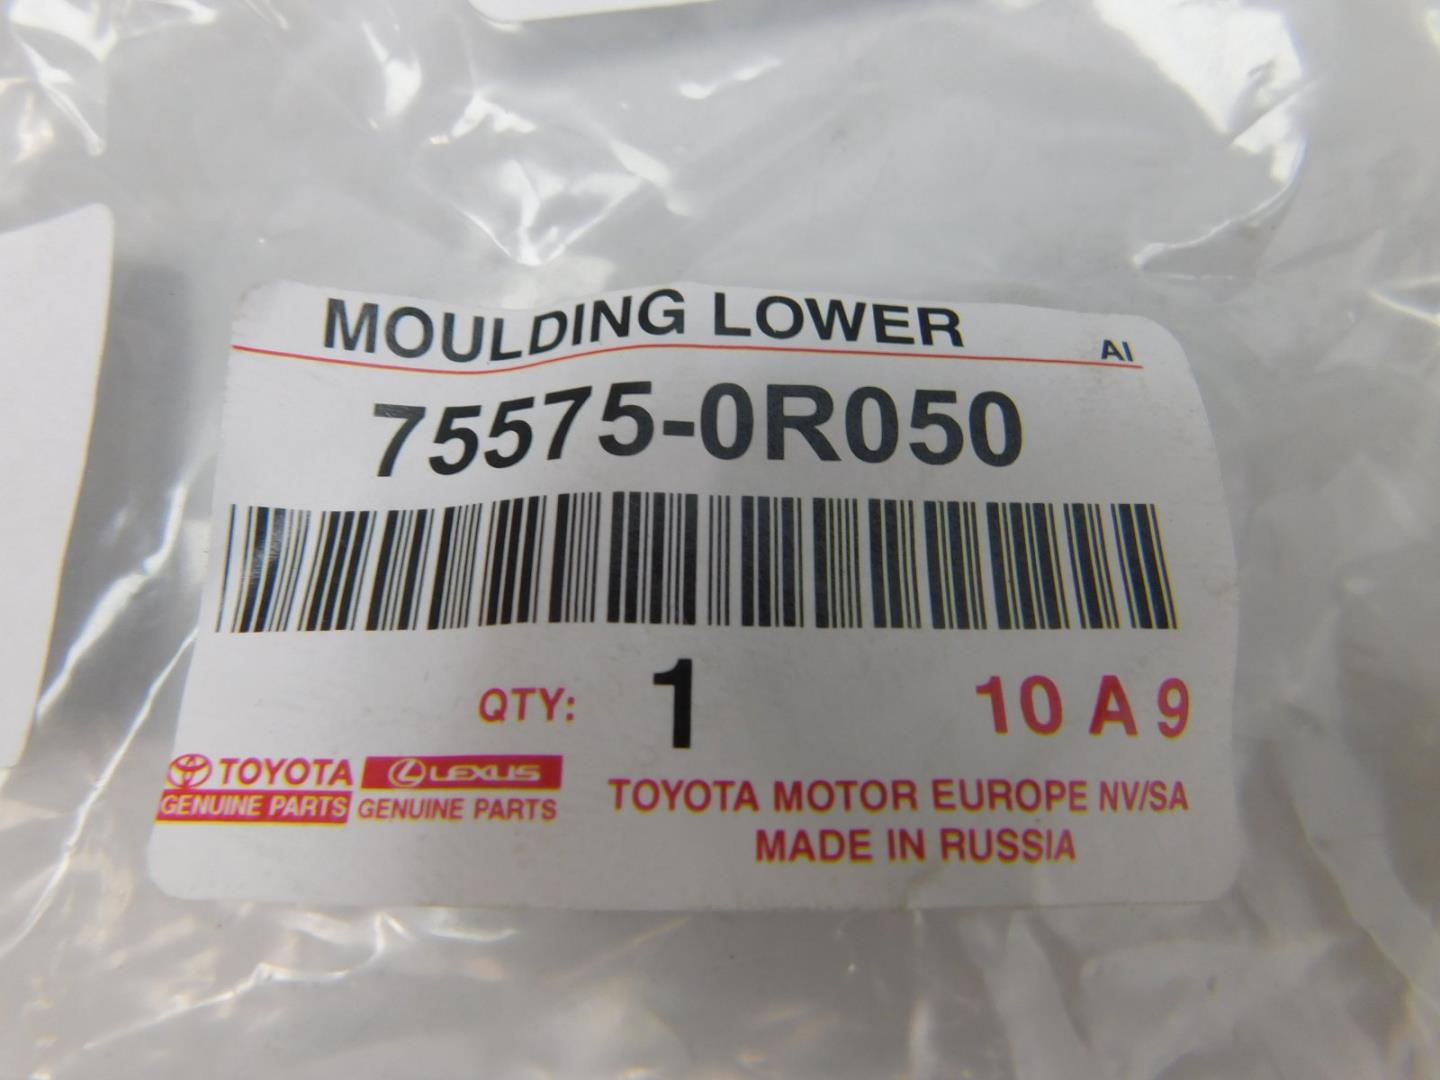 MOULDING LOWER
AI
75575-0R050
QTY: 1 10 A 9
TOYOTA
GENUINE PARTS
LEXUS
GENUINE PARTS
TOYOTA MOTOR EUROPE NV/SA
MADE IN RUSSIA